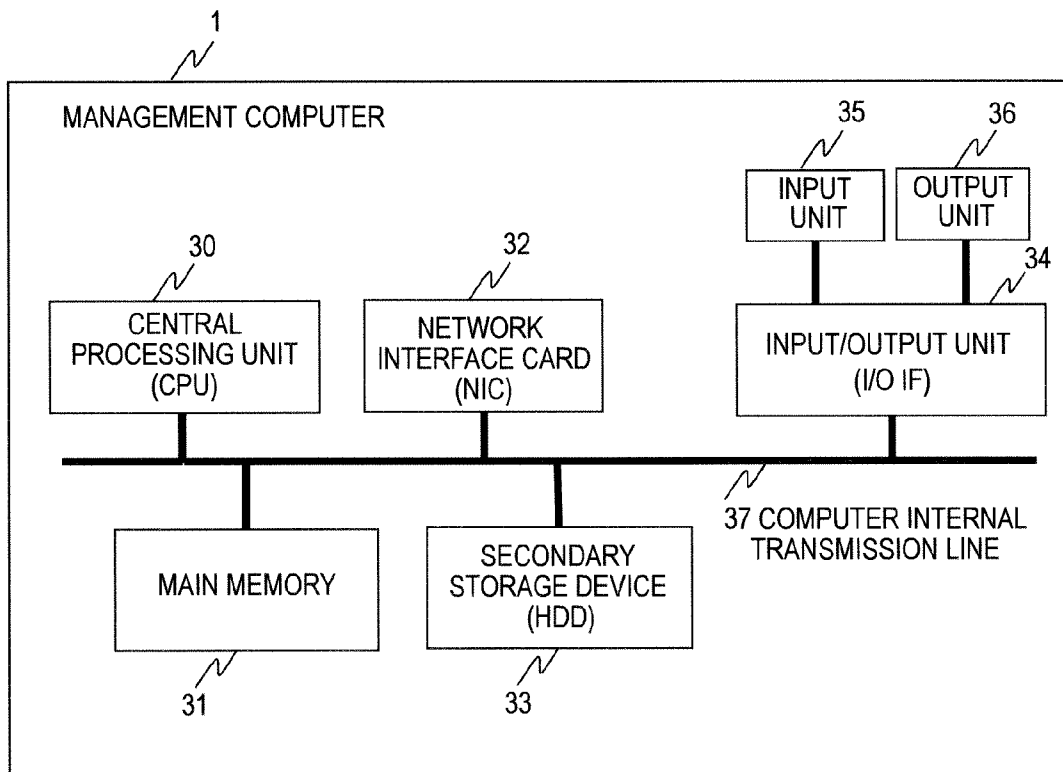 1
MANAGEMENT COMPUTER
35
36
INPUT
UNIT
OUTPUT
UNIT
30
32
34
CENTRAL
PROCESSING UNIT
(CPU)
NETWORK
INTERFACE CARD
(NIC)
INPUT/OUTPUT UNIT
(I/O IF)
37 COMPUTER INTERNAL
TRANSMISSION LINE
MAIN MEMORY
SECONDARY
STORAGE DEVICE
(HDD)
31
33